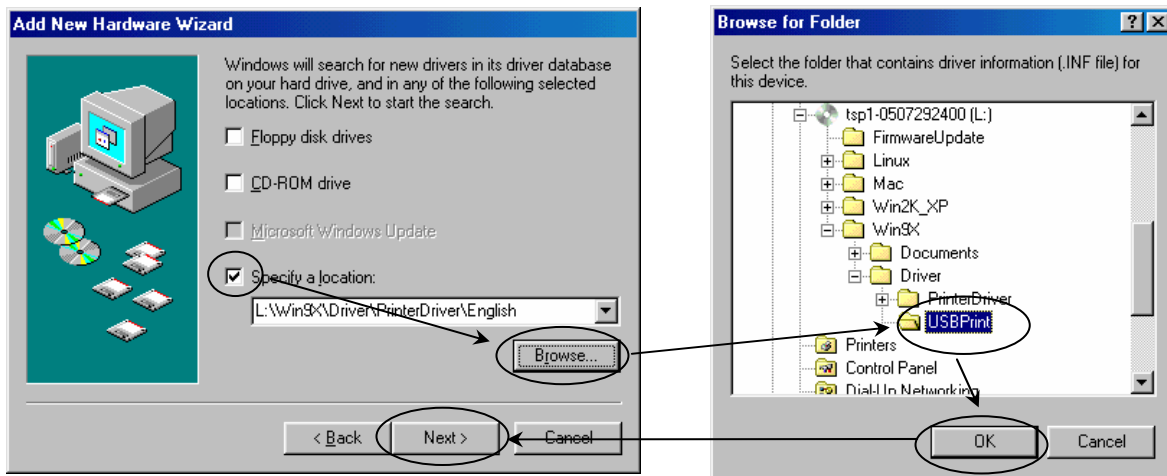 Add New Hardware Wizard
Windows will search for new drivers in its driver database
on your hard drive, and in any of the following selected
locations. Click Next to start the search.
Floppy disk drives
CD-ROM drive
Microsoft Windows Update
Specify a location:
L:\Win9X\Driver\PrinterDriver\English
Browse...
< Back
Next >
Cancel
Browse for Folder
Select the folder that contains driver information (.INF file) for
this device.
tsp1-0507292400 (L:)
FirmwareUpdate
Linux
Mac
Win2K_XP
Win9X
Documents
Driver
PrinterDriver
USBPrint
Printers
Control Panel
Dial-Up Networking
OK
Cancel